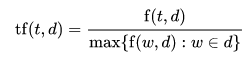 tf(t, d) = f(t, d) / max{f(w, d) : w ∈ d}